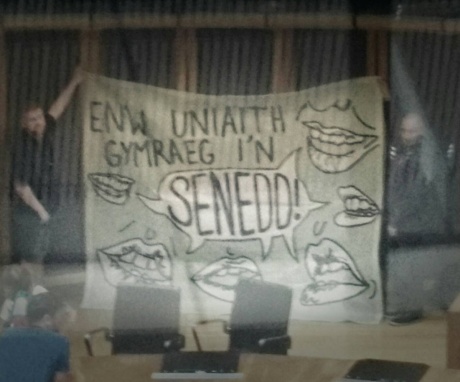 ENW UNIAITH
GYMRAEG I'N
SENEDD!